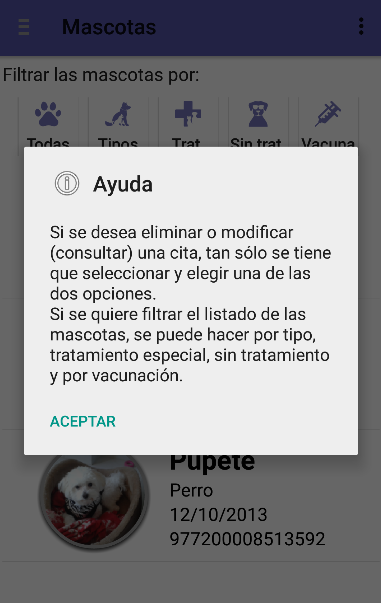 Mascotas
Filtrar las mascotas por:
Todas Tipos Trat. Sin trat. Vacuna
Ayuda
Si se desea eliminar o modificar
(consultar) una cita, tan sólo se tiene
que seleccionar y elegir una de las
dos opciones.
Si se quiere filtrar el listado de las
mascotas, se puede hacer por tipo,
tratamiento especial, sin tratamiento
y por vacunación.
ACEPTAR
Pupete
Perro
12/10/2013
977200008513592